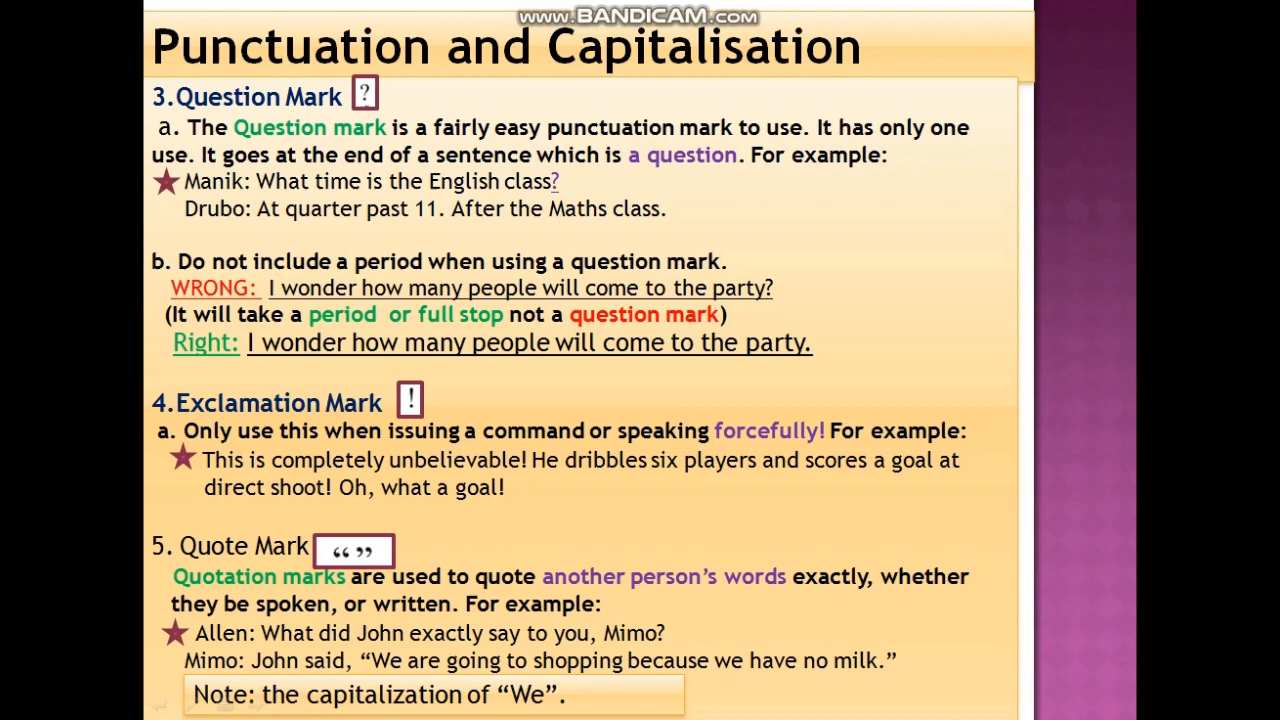 www.BANDICAM.com
Punctuation and Capitalisation
3.Question Mark ?
a. The Question mark is a fairly easy punctuation mark to use. It has only one
use. It goes at the end of a sentence which is a question. For example:
Manik: What time is the English class?
Drubo: At quarter past 11. After the Maths class.
b. Do not include a period when using a question mark.
WRONG: I wonder how many people will come to the party?
(It will take a period or full stop not a question mark)
Right: I wonder how many people will come to the party.
4.Exclamation Mark !
a. Only use this when issuing a command or speaking forcefully! For example:
This is completely unbelievable! He dribbles six players and scores a goal at
direct shoot! Oh, what a goal!
5. Quote Mark “ ”
Quotation marks are used to quote another person’s words exactly, whether
they be spoken, or written. For example:
Allen: What did John exactly say to you, Mimo?
Mimo: John said, “We are going to shopping because we have no milk.”
Note: the capitalization of “We”.